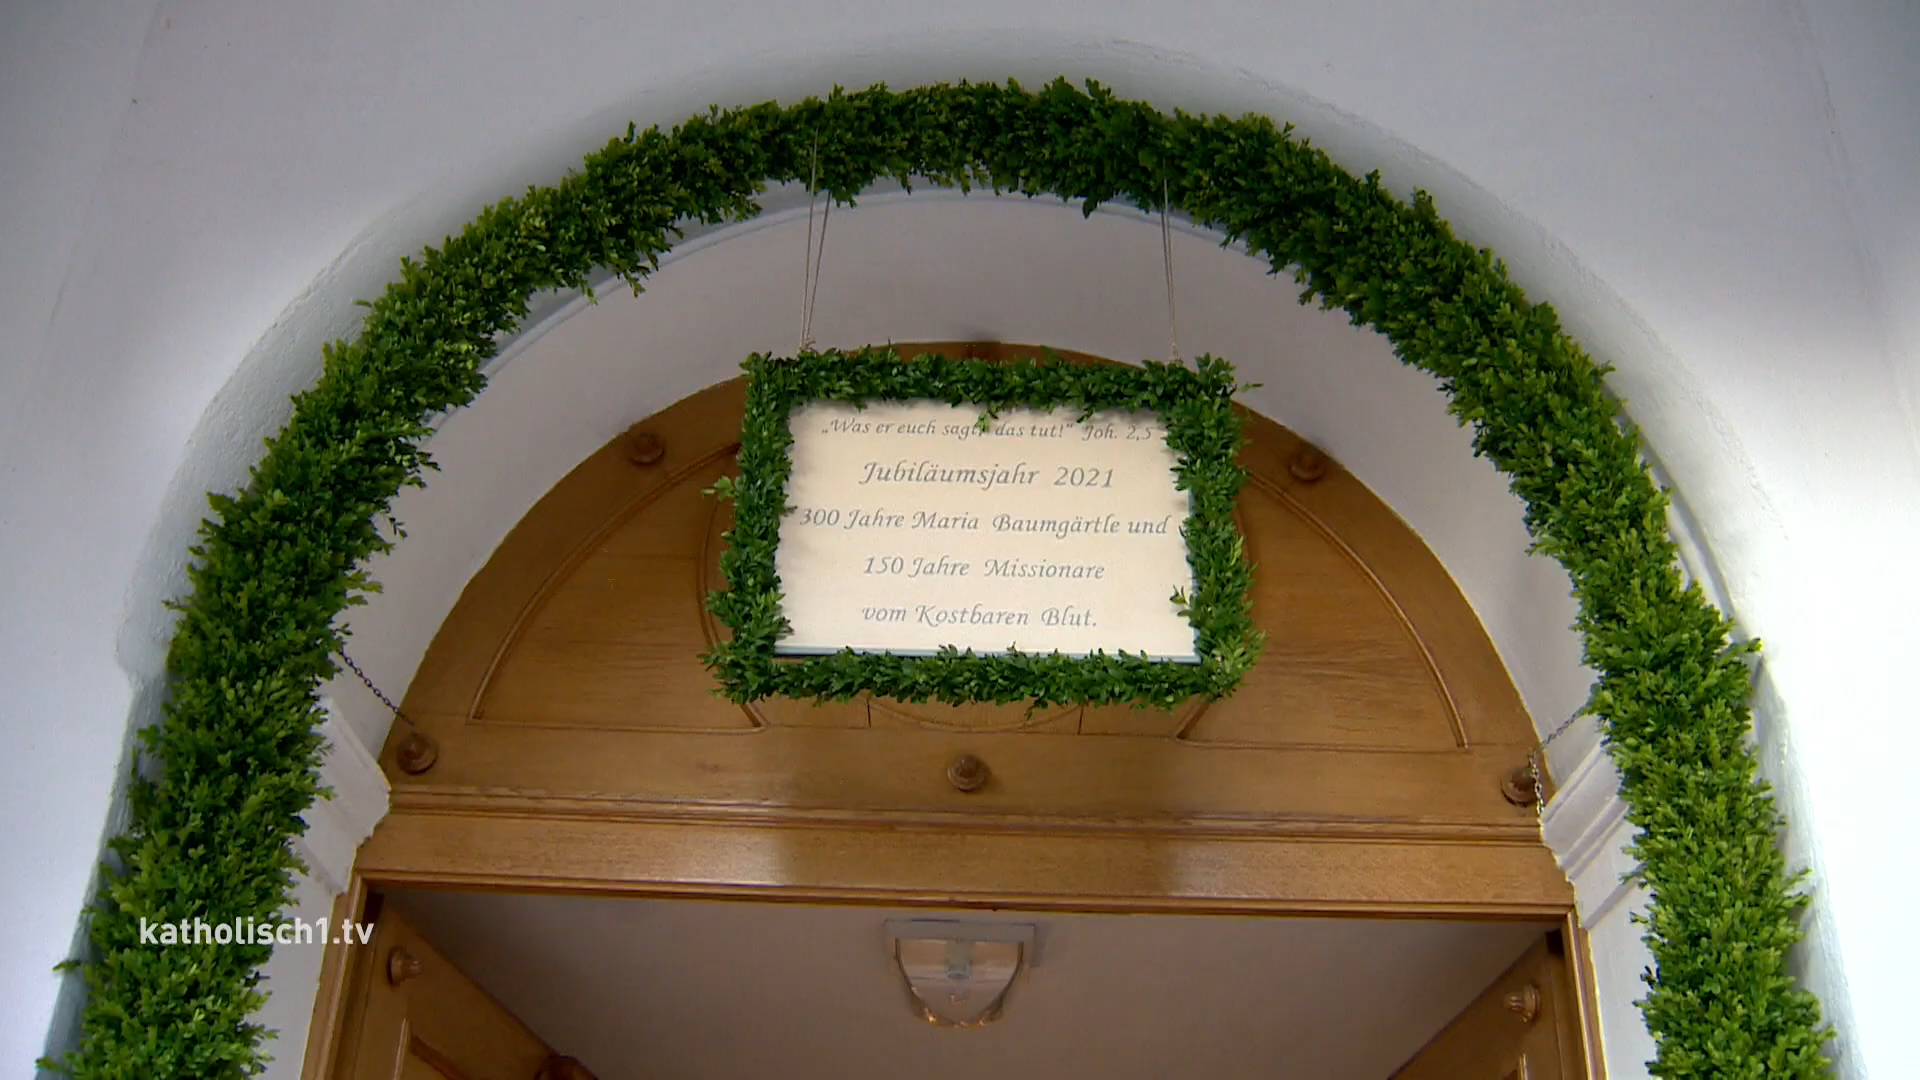 „Was er euch sagt, das tut!“ Joh. 2,5
Jubiläumsjahr 2021
300 Jahre Maria Baumgärtle und
150 Jahre Missionare
vom Kostbaren Blut.
katholisch1.tv